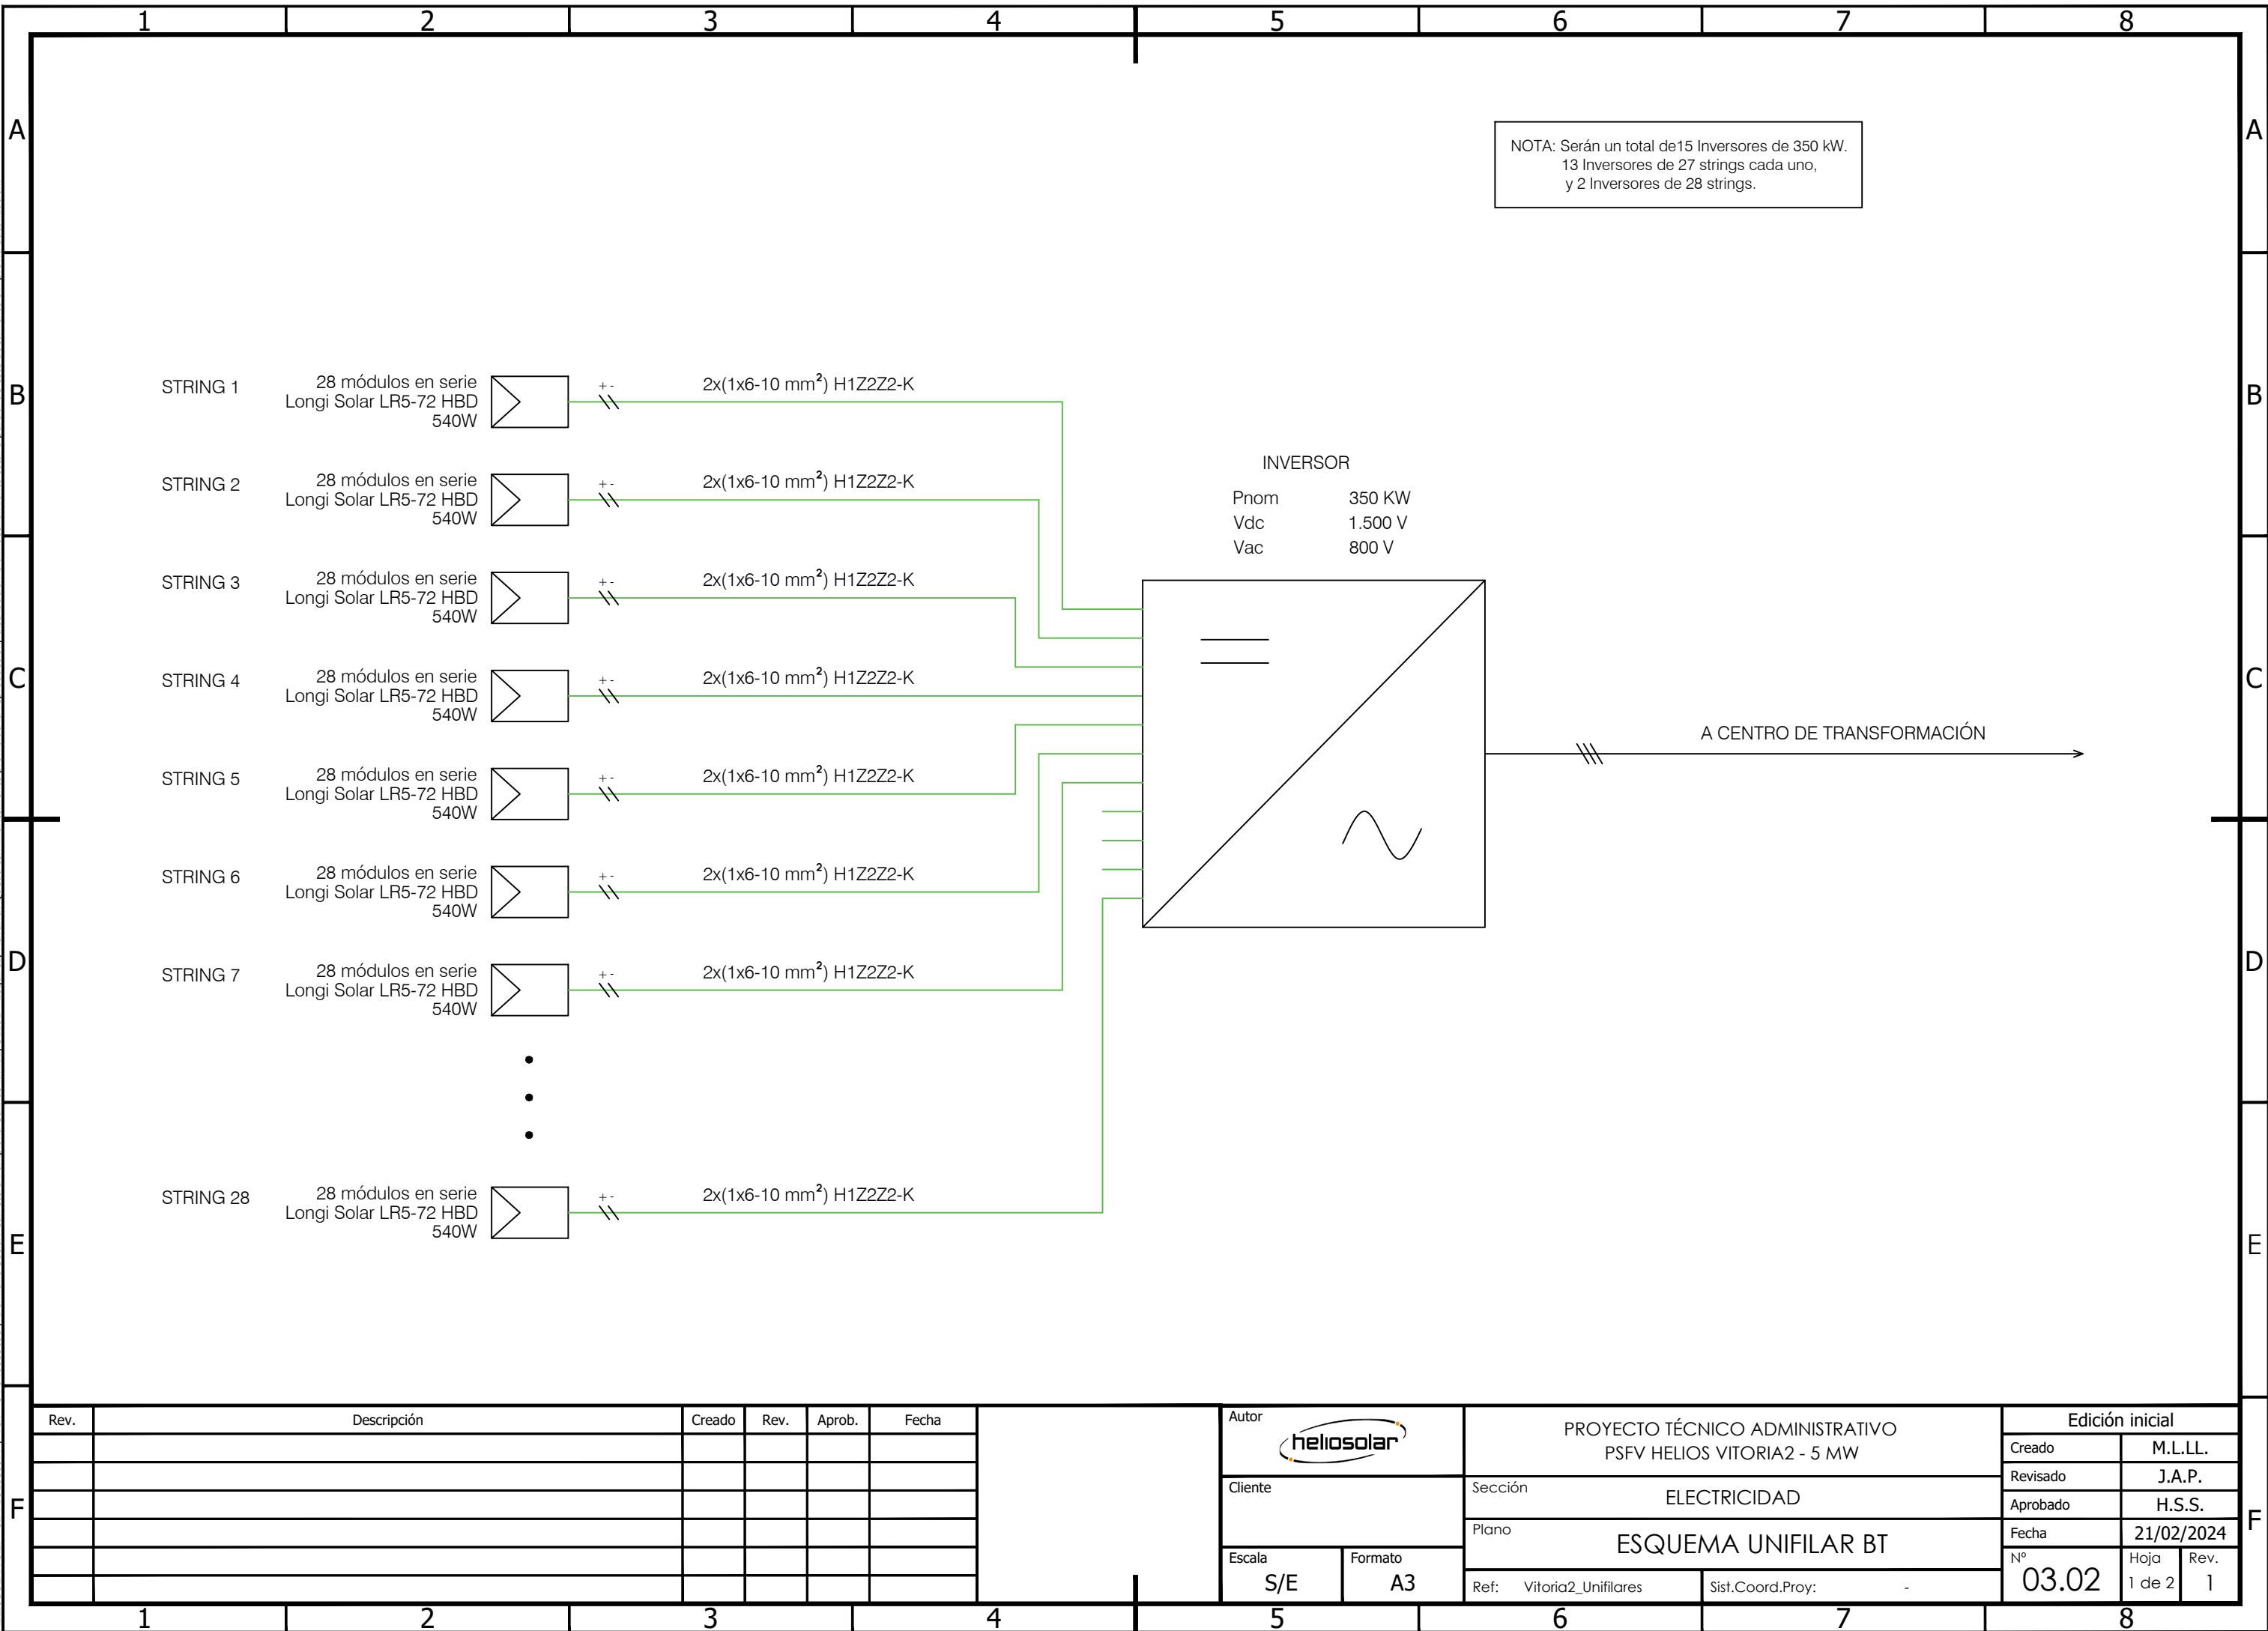 1 2 3 4 5 6 7 8
A A
NOTA: Serán un total de15 Inversores de 350 kW.
13 Inversores de 27 strings cada uno,
y 2 Inversores de 28 strings.
B B
STRING 1
28 módulos en serie
Longi Solar LR5-72 HBD
540W
+ -
2x(1x6-10 mm²) H1Z2Z2-K
STRING 2
28 módulos en serie
Longi Solar LR5-72 HBD
540W
+ -
2x(1x6-10 mm²) H1Z2Z2-K
INVERSOR
Pnom 350 KW
Vdc 1.500 V
Vac 800 V
STRING 3
28 módulos en serie
Longi Solar LR5-72 HBD
540W
+ -
2x(1x6-10 mm²) H1Z2Z2-K
C C
STRING 4
28 módulos en serie
Longi Solar LR5-72 HBD
540W
+ -
2x(1x6-10 mm²) H1Z2Z2-K
A CENTRO DE TRANSFORMACIÓN
STRING 5
28 módulos en serie
Longi Solar LR5-72 HBD
540W
+ -
2x(1x6-10 mm²) H1Z2Z2-K
STRING 6
28 módulos en serie
Longi Solar LR5-72 HBD
540W
+ -
2x(1x6-10 mm²) H1Z2Z2-K
D D
STRING 7
28 módulos en serie
Longi Solar LR5-72 HBD
540W
+ -
2x(1x6-10 mm²) H1Z2Z2-K
STRING 28
28 módulos en serie
Longi Solar LR5-72 HBD
540W
+ -
2x(1x6-10 mm²) H1Z2Z2-K
E E
Rev. Descripción Creado Rev. Aprob. Fecha
F F
Autor
heliosolar
Cliente
Escala
S/E
Formato
A3
PROYECTO TÉCNICO ADMINISTRATIVO
PSFV HELIOS VITORIA2 - 5 MW
Sección
ELECTRICIDAD
Plano
ESQUEMA UNIFILAR BT
Ref: Vitoria2_Unifilares
Sist.Coord.Proy: -
Edición inicial
Creado M.L.LL.
Revisado J.A.P.
Aprobado H.S.S.
Fecha 21/02/2024
Nº
03.02
Hoja
1 de 2
Rev.
1
1 2 3 4 5 6 7 8